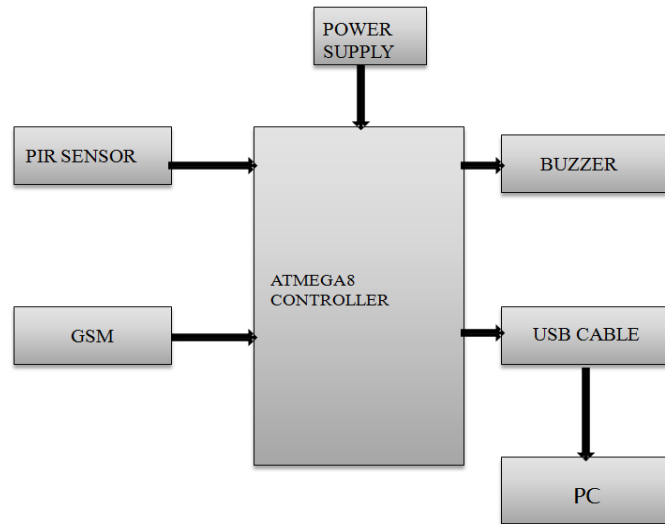 POWER
SUPPLY
PIR SENSOR
BUZZER
ATMEGA8
CONTROLLER
GSM
USB CABLE
PC